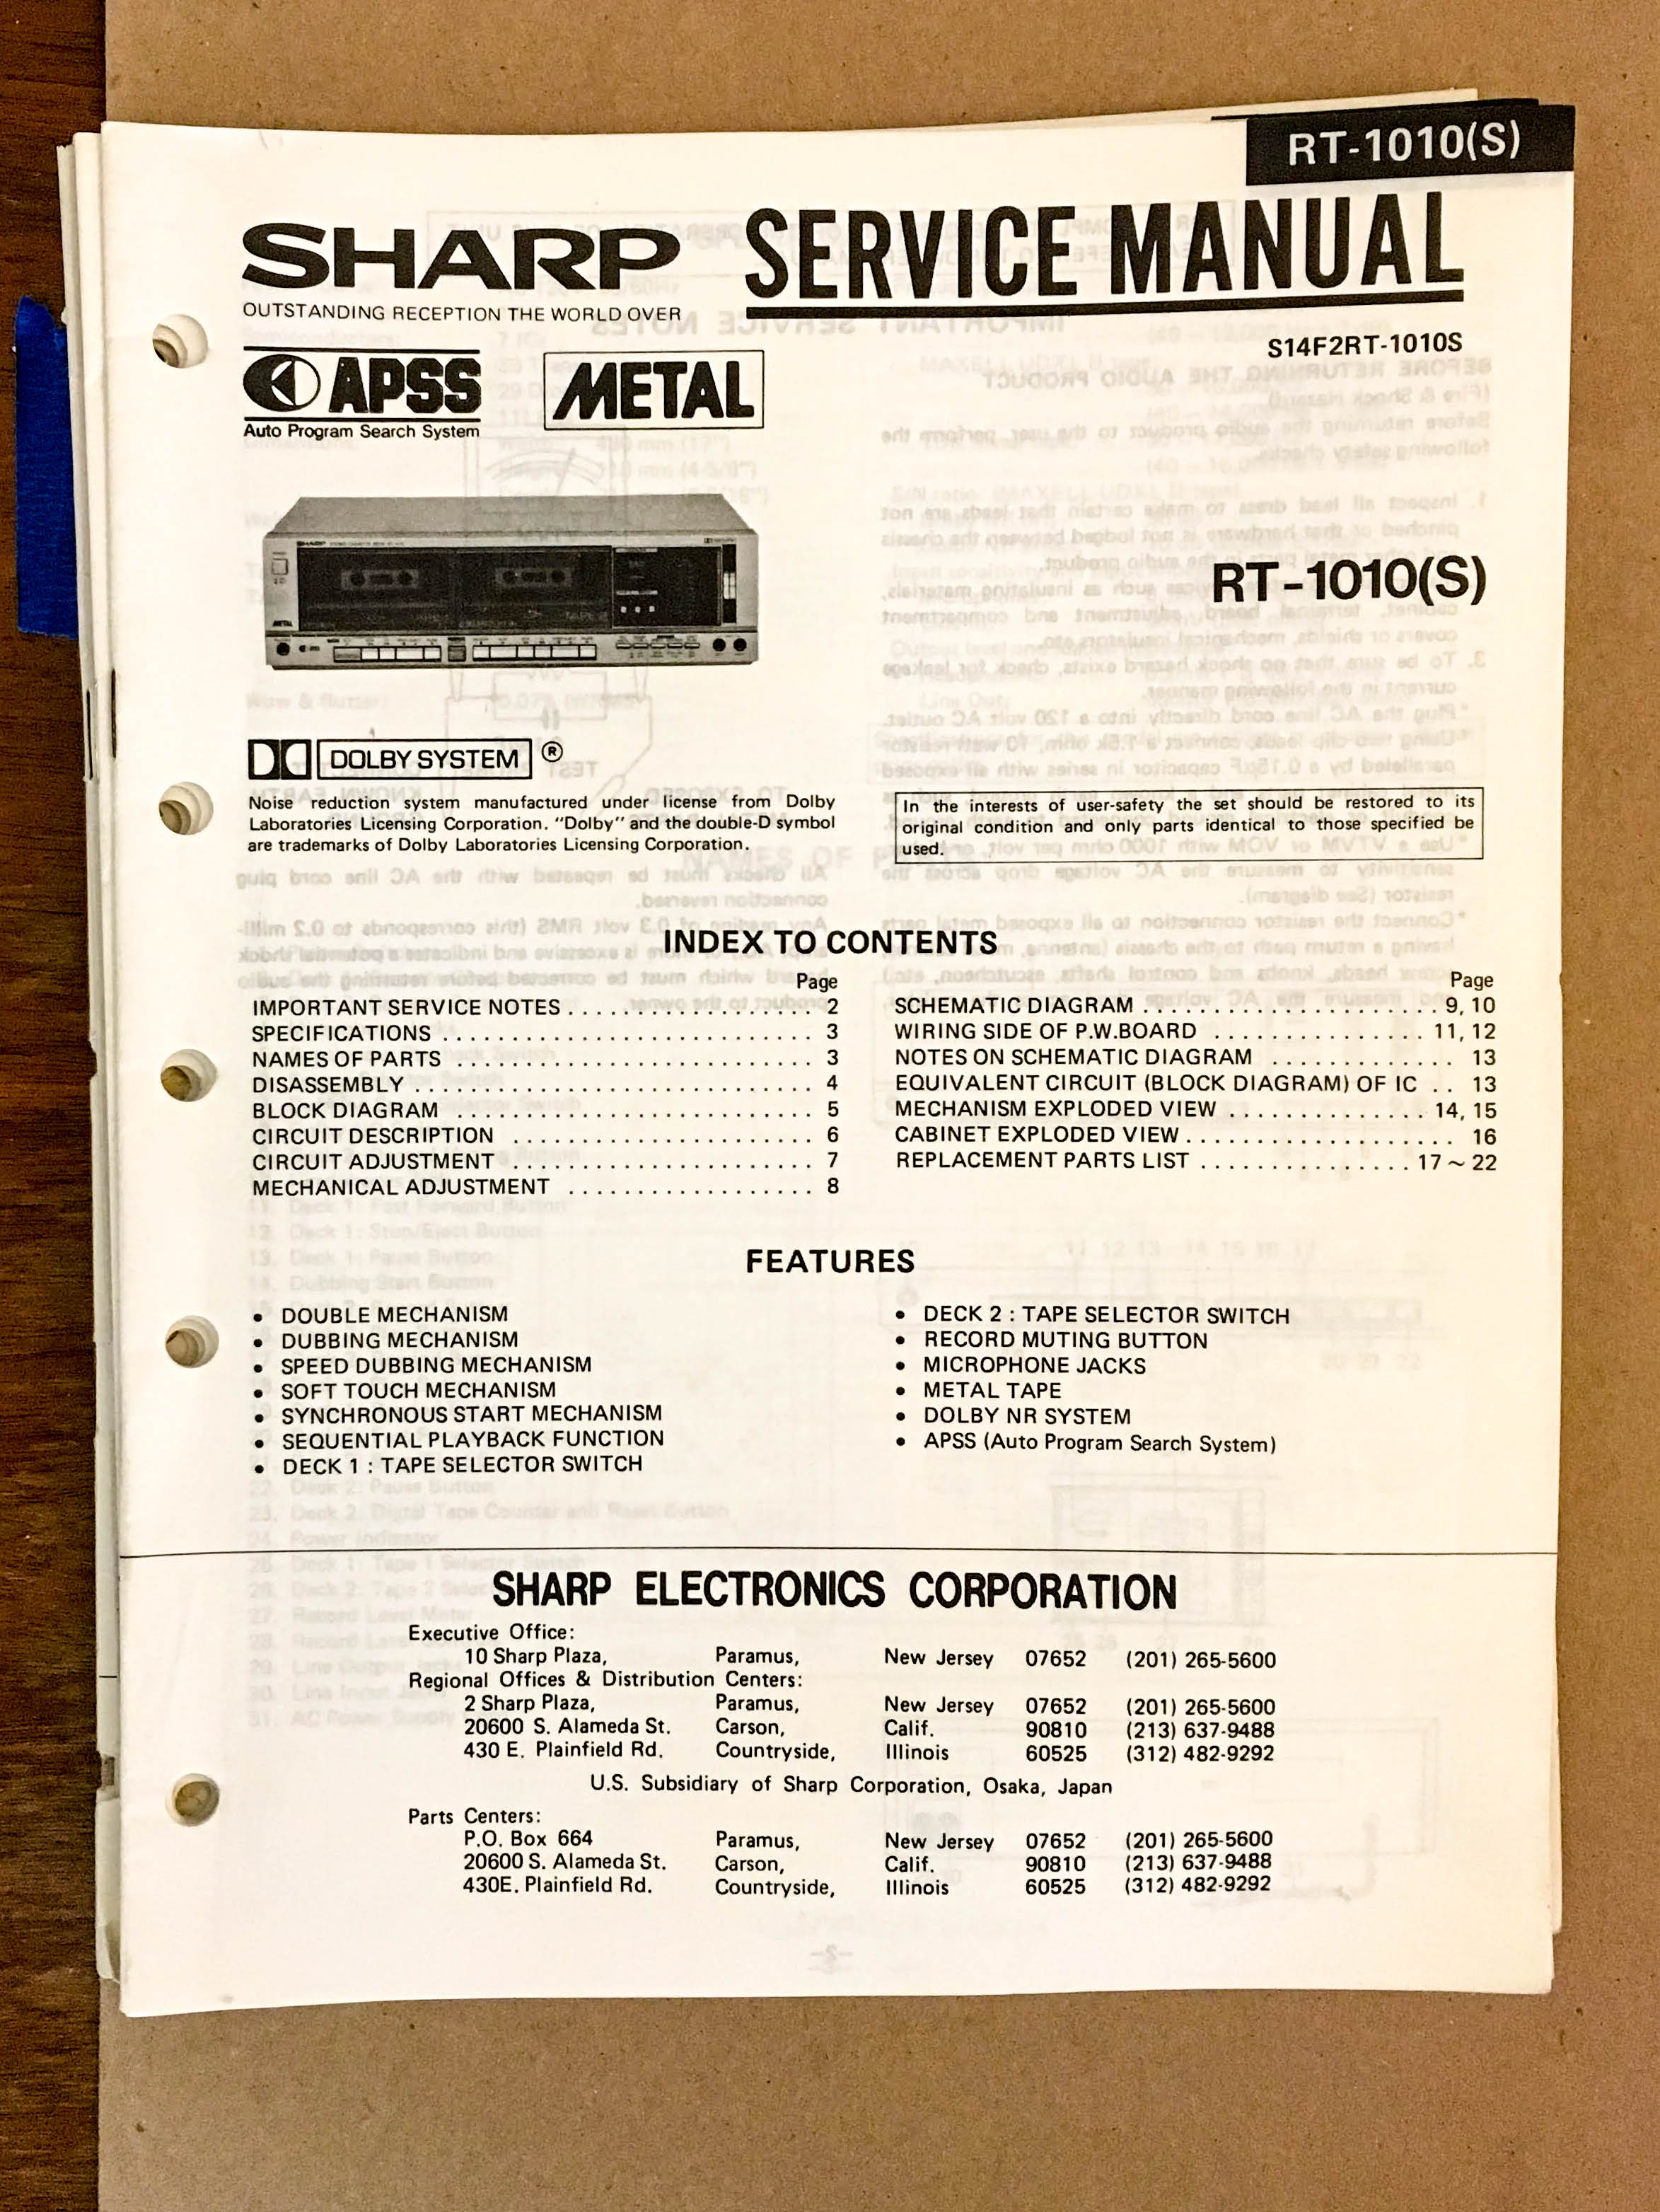 RT-1010(S)
SHARP SERVICE MANUAL
OUTSTANDING RECEPTION THE WORLD OVER
S14F2RT-1010S
APSS
Auto Program Search System
METAL
SHARP
METAL
RT-1010(S)
DOLBY SYSTEM ®
Noise reduction system manufactured under license from Dolby
Laboratories Licensing Corporation. "Dolby" and the double-D symbol
are trademarks of Dolby Laboratories Licensing Corporation.
In the interests of user-safety the set should be restored to its
original condition and only parts identical to those specified be
used.
INDEX TO CONTENTS
Page
IMPORTANT SERVICE NOTES . . . . . . . . . . . . . . . . . . 2
SPECIFICATIONS . . . . . . . . . . . . . . . . . . . . . . . . . . . 3
NAMES OF PARTS . . . . . . . . . . . . . . . . . . . . . . . . . . 3
DISASSEMBLY . . . . . . . . . . . . . . . . . . . . . . . . . . . . . 4
BLOCK DIAGRAM . . . . . . . . . . . . . . . . . . . . . . . . . . 5
CIRCUIT DESCRIPTION . . . . . . . . . . . . . . . . . . . . . . 6
CIRCUIT ADJUSTMENT . . . . . . . . . . . . . . . . . . . . . . 7
MECHANICAL ADJUSTMENT . . . . . . . . . . . . . . . . . . 8
Page
SCHEMATIC DIAGRAM . . . . . . . . . . . . . . . . . . . . . . 9, 10
WIRING SIDE OF P.W.BOARD . . . . . . . . . . . . . . . . 11, 12
NOTES ON SCHEMATIC DIAGRAM . . . . . . . . . . . . . . 13
EQUIVALENT CIRCUIT (BLOCK DIAGRAM) OF IC . . 13
MECHANISM EXPLODED VIEW . . . . . . . . . . . . . . . 14, 15
CABINET EXPLODED VIEW . . . . . . . . . . . . . . . . . . . . 16
REPLACEMENT PARTS LIST . . . . . . . . . . . . . . . . 17 ~ 22
FEATURES
• DOUBLE MECHANISM
• DUBBING MECHANISM
• SPEED DUBBING MECHANISM
• SOFT TOUCH MECHANISM
• SYNCHRONOUS START MECHANISM
• SEQUENTIAL PLAYBACK FUNCTION
• DECK 1 : TAPE SELECTOR SWITCH
• DECK 2 : TAPE SELECTOR SWITCH
• RECORD MUTING BUTTON
• MICROPHONE JACKS
• METAL TAPE
• DOLBY NR SYSTEM
• APSS (Auto Program Search System)
SHARP ELECTRONICS CORPORATION
Executive Office:
10 Sharp Plaza, Paramus, New Jersey 07652 (201) 265-5600
Regional Offices & Distribution Centers:
2 Sharp Plaza, Paramus, New Jersey 07652 (201) 265-5600
20600 S. Alameda St. Carson, Calif. 90810 (213) 637-9488
430 E. Plainfield Rd. Countryside, Illinois 60525 (312) 482-9292
U.S. Subsidiary of Sharp Corporation, Osaka, Japan
Parts Centers:
P.O. Box 664 Paramus, New Jersey 07652 (201) 265-5600
20600 S. Alameda St. Carson, Calif. 90810 (213) 637-9488
430E. Plainfield Rd. Countryside, Illinois 60525 (312) 482-9292